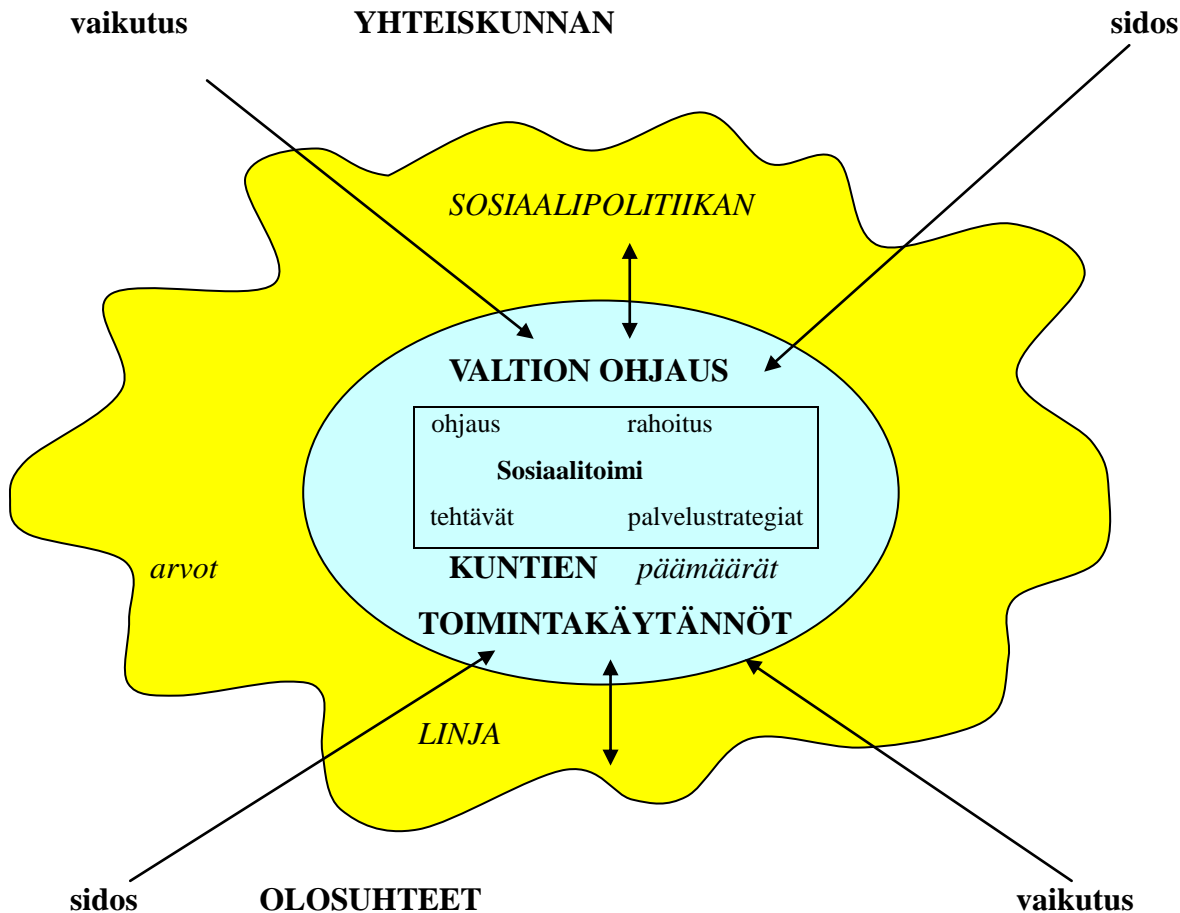 vaikutus YHTEISKUNNAN sidos
SOSIAALIPOLITIIKAN
VALTION OHJAUS
ohjaus rahoitus
Sosiaalitoimi
tehtävät palvelustrategiat
arvot KUNTIEN päämäärät
TOIMINTAKÄYTÄNNÖT
LINJA
sidos OLOSUHTEET vaikutus